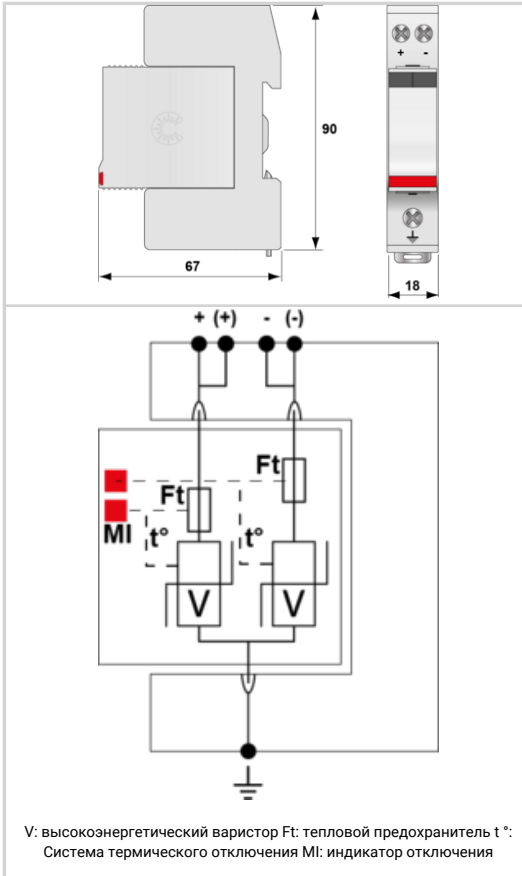 90
+ -
67
18
+ (+) - (-)
-
Ft
Ft
MI
t°
t°
V
V
V: высокоэнергетический варистор Ft: тепловой предохранитель t °:
Система термического отключения MI: индикатор отключения